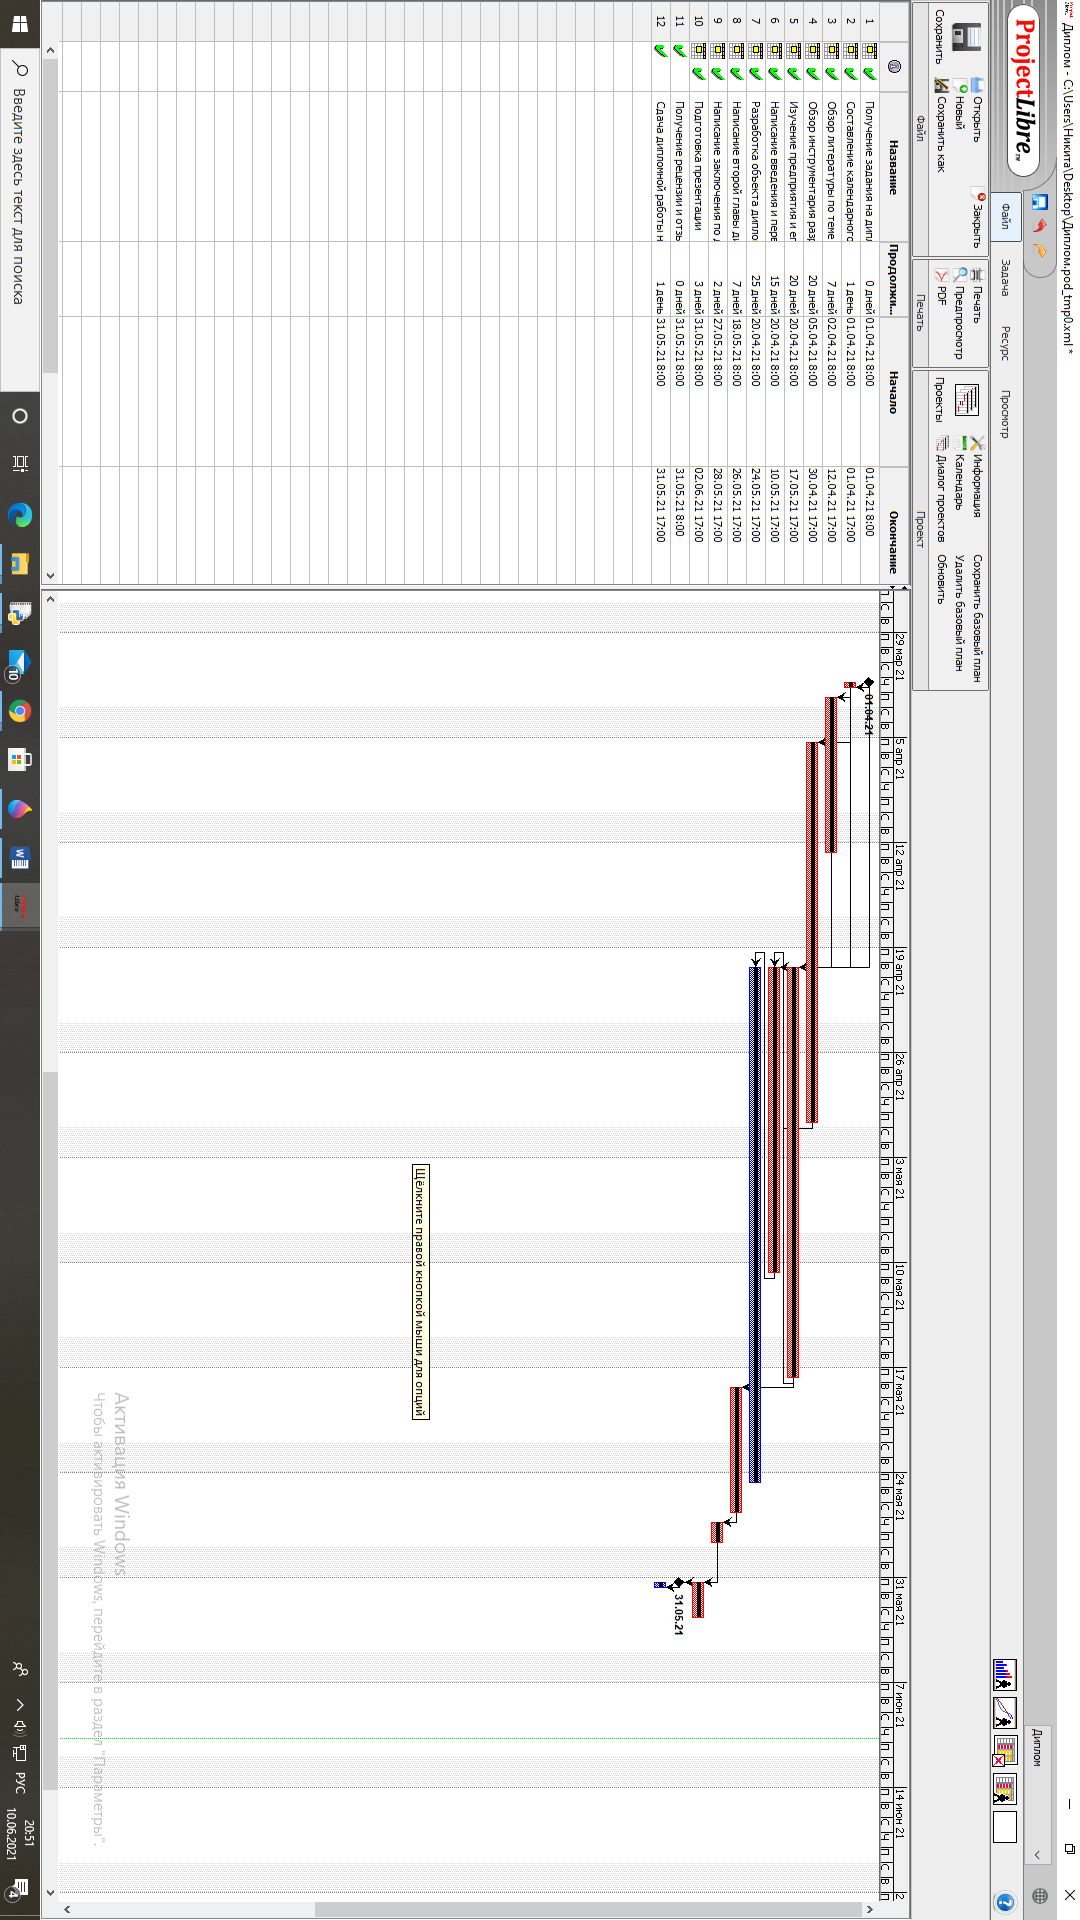 Диплом - C:\Users\Никита\Desktop\Диплом.pod_tmp0.xml *
ProjectLibre™
Диплом
Файл Задача Ресурс Просмотр
Сохранить
Открыть
Новый
Сохранить как
Закрыть
Файл
Печать
Предпросмотр
PDF
Печать
Проекты
Информация
Календарь
Диалог проектов
Сохранить базовый план
Удалить базовый план
Обновить
Проект
Название Продолжи... Начало Окончание
1 Получение задания на дипл 0 дней 01.04.21 8:00 01.04.21 8:00
2 Составление календарного 1 день 01.04.21 8:00 01.04.21 17:00
3 Обзор литературы по теме 7 дней 02.04.21 8:00 12.04.21 17:00
4 Обзор инструментария разр 20 дней 05.04.21 8:00 30.04.21 17:00
5 Изучение предприятия и ег 20 дней 20.04.21 8:00 17.05.21 17:00
6 Написание введения и перв 15 дней 20.04.21 8:00 10.05.21 17:00
7 Разработка объекта дипло 25 дней 20.04.21 8:00 24.05.21 17:00
8 Написание второй главы ди 7 дней 18.05.21 8:00 26.05.21 17:00
9 Написание заключения по д 2 дней 27.05.21 8:00 28.05.21 17:00
10 Подготовка презентации 3 дней 31.05.21 8:00 02.06.21 17:00
11 Получение рецензии и отзы 0 дней 31.05.21 8:00 31.05.21 8:00
12 Сдача дипломной работы н 1 день 31.05.21 8:00 31.05.21 17:00
29 мар 21 5 апр 21 12 апр 21 19 апр 21 26 апр 21 3 мая 21 10 мая 21 17 мая 21 24 мая 21 31 мая 21 7 июн 21 14 июн 21 2
П С В П В С Ч П С В П В С Ч П С В П В С Ч П С В П В С Ч П С В П В С Ч П С В П В С Ч П С В П В С Ч П С В П В С Ч П С В П В С Ч П С В П В С Ч П С В П В С Ч П С В П В С Ч П С В П
01.04.21
31.05.21
Щёлкните правой кнопкой мыши для опций
Активация Windows
Чтобы активировать Windows, перейдите в раздел "Параметры".
Введите здесь текст для поиска
10
РУС
20:51
10.06.2021
4